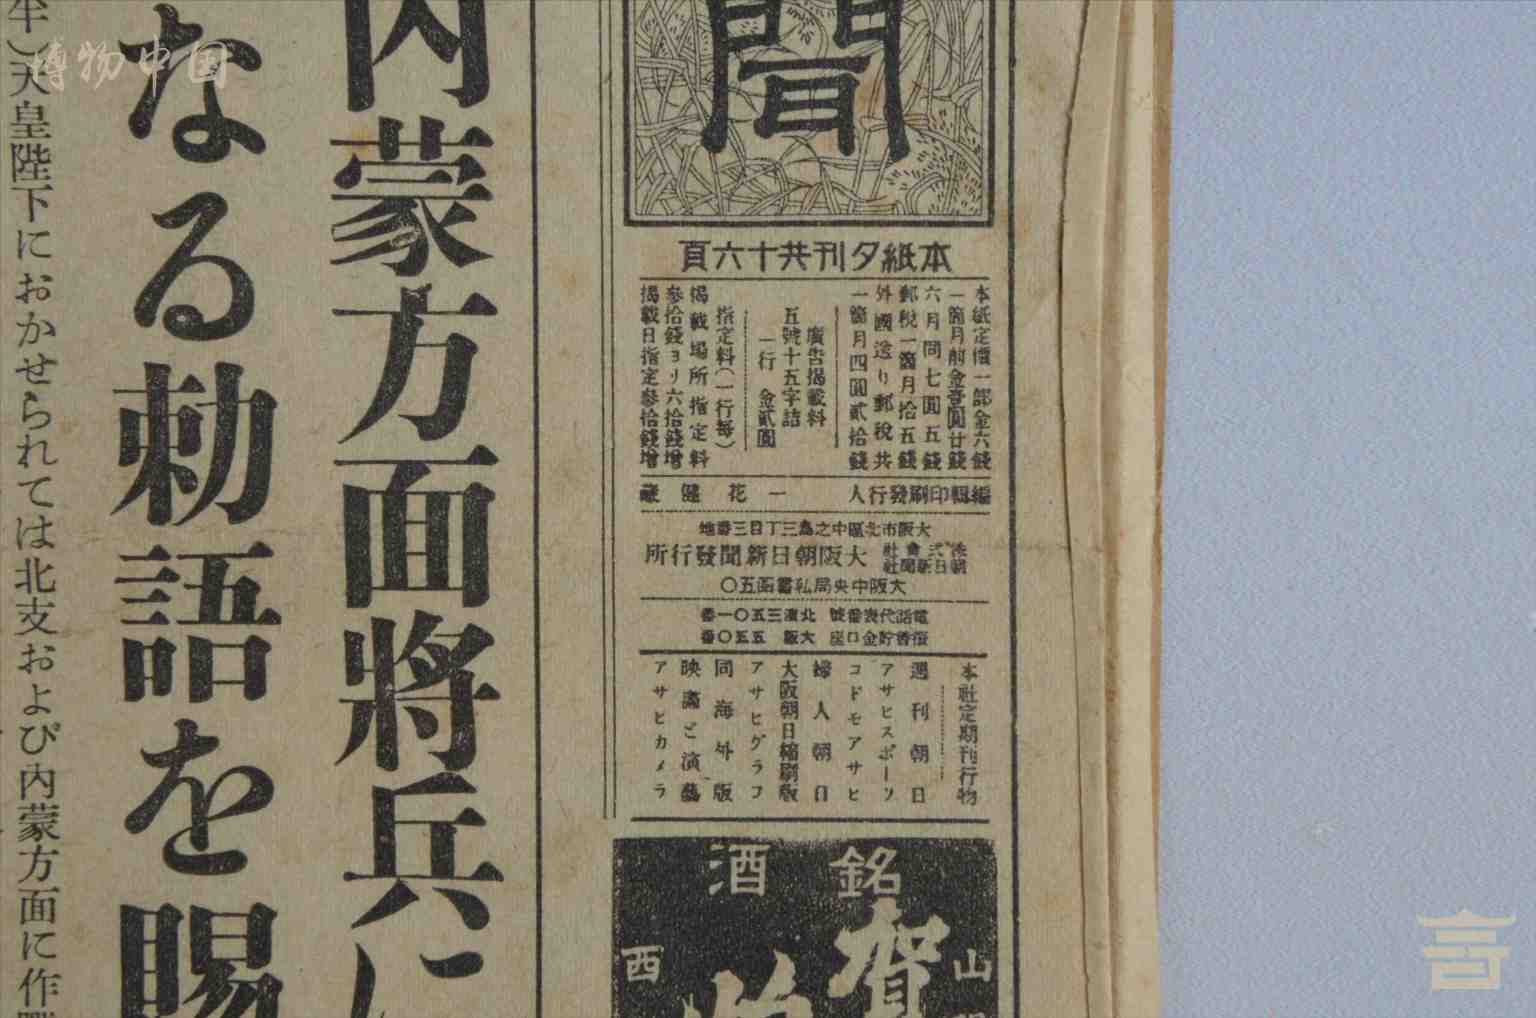 博物中国
聞
本紙夕刊共十六頁
本紙定價一部金六錢
一箇月前金壹圓廿錢
六月間七圓五錢
郵稅一箇月拾五錢
外國送り郵稅共
一箇月四圓貳拾錢
廣吿揭載料
五號十五字詰
一行 金貳圓
指定料(一行每)
揭載場所指定料
參拾錢ヨリ六拾錢增
揭載日指定參拾錢增
編輯印刷發行人 一花健藏
大阪市北區中之島三丁目三番地
株式會社
朝日新聞社
大阪朝日新聞發行所
大阪中央局私書函五〇
電話代表番號 北濱三五〇一番
振替貯金口座 大阪 五五〇番
本社定期刊行物
週刊朝日
アサヒスポーツ
コドモアサヒ
婦人朝日
大阪朝日縮刷版
アサヒグラフ
同海外版
映畫と演藝
アサヒカメラ
銘酒
賀
山
西
内蒙方面將兵に
なる勅語を賜
天皇陛下におかせられては北支および内蒙方面に作戰